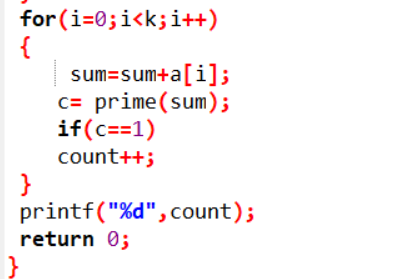 for(i=0;i<k;i++)
{
sum=sum+a[i];
c= prime(sum);
if(c==1)
count++;
}
printf("%d",count);
return 0;
}